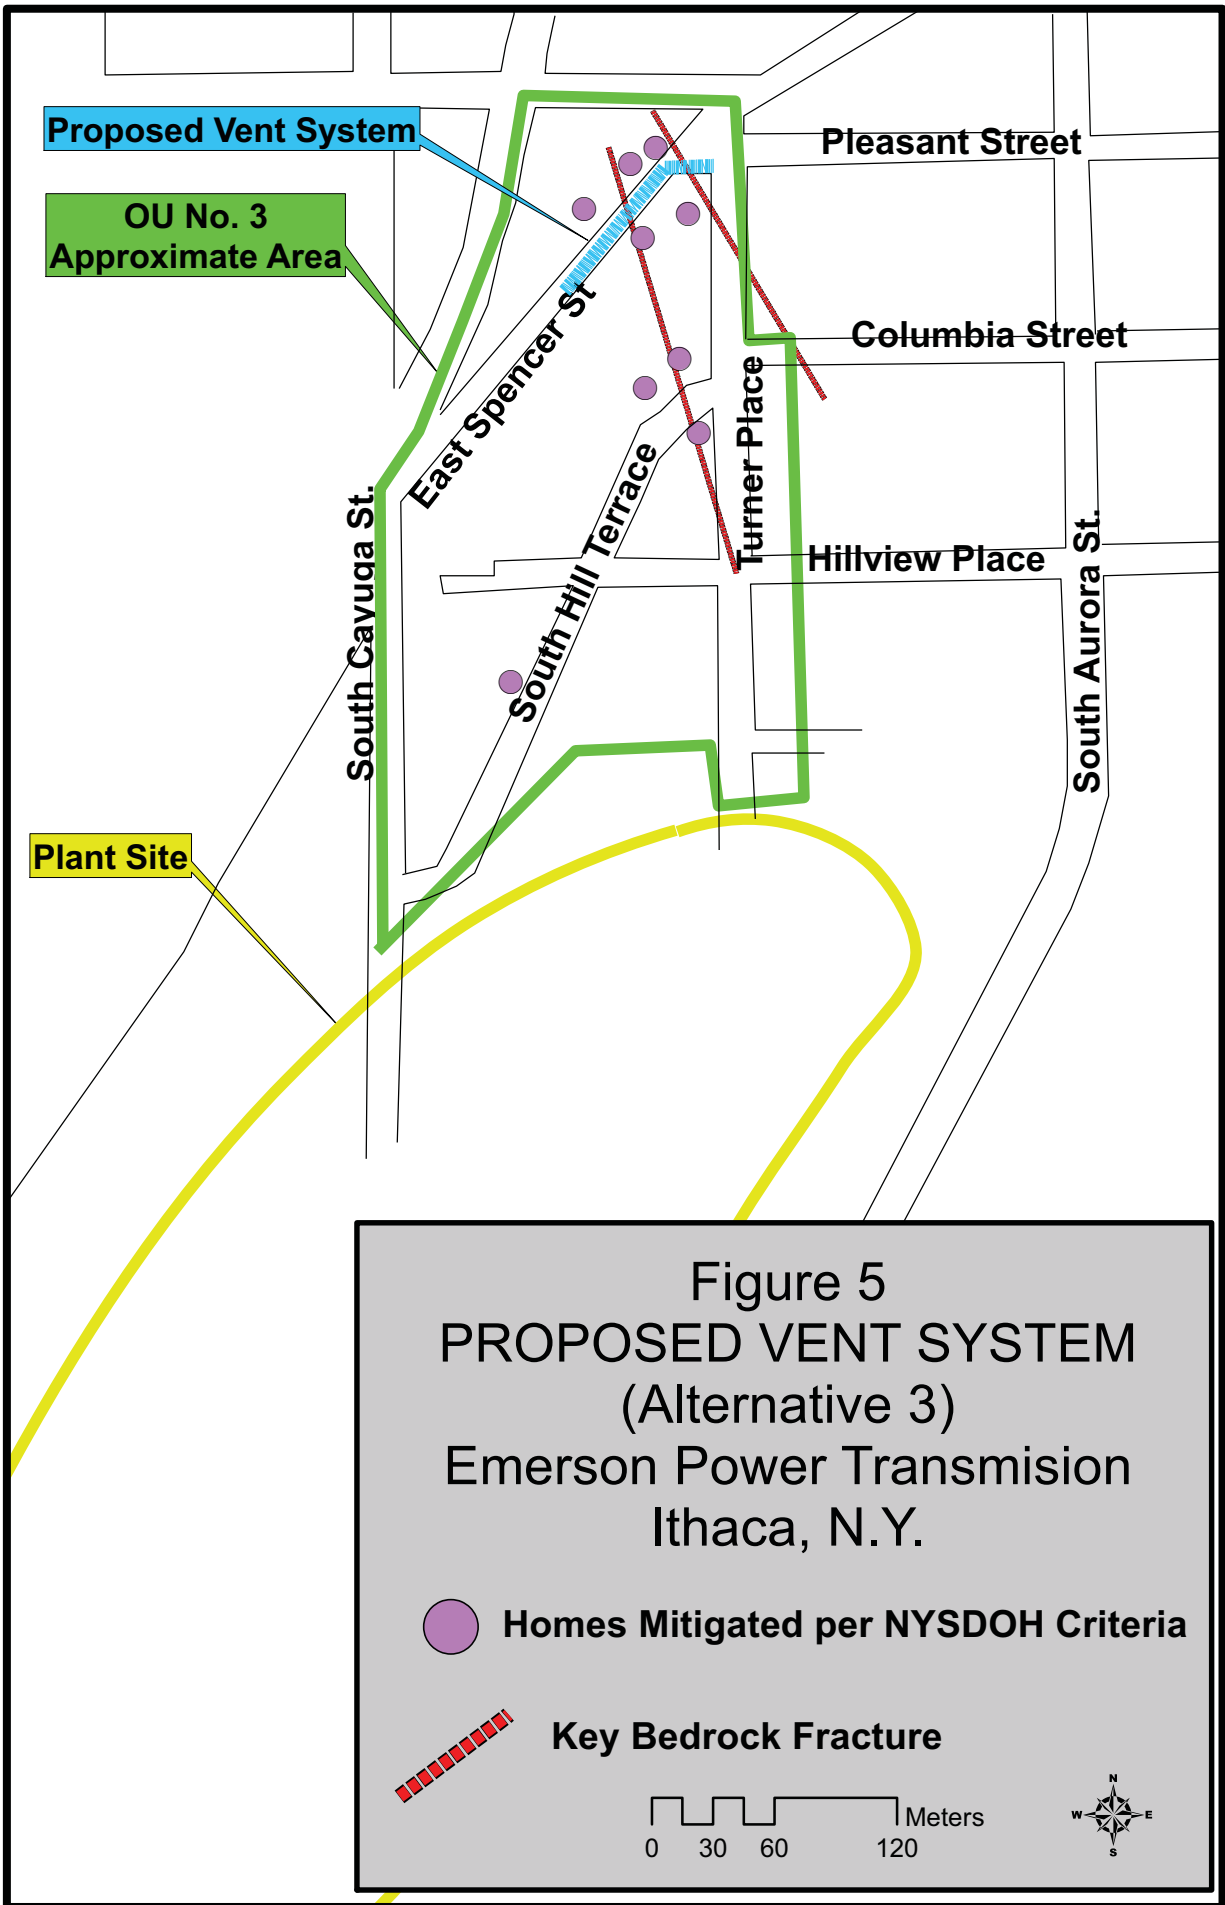 Proposed Vent System
OU No. 3
Approximate Area
Pleasant Street
Columbia Street
East Spencer St
Turner Place
South Hill Terrace
Hillview Place
South Cayuga St.
South Aurora St.
Plant Site
Figure 5
PROPOSED VENT SYSTEM
(Alternative 3)
Emerson Power Transmision
Ithaca, N.Y.
Homes Mitigated per NYSDOH Criteria
Key Bedrock Fracture
Meters
0 30 60 120
N
W E
S